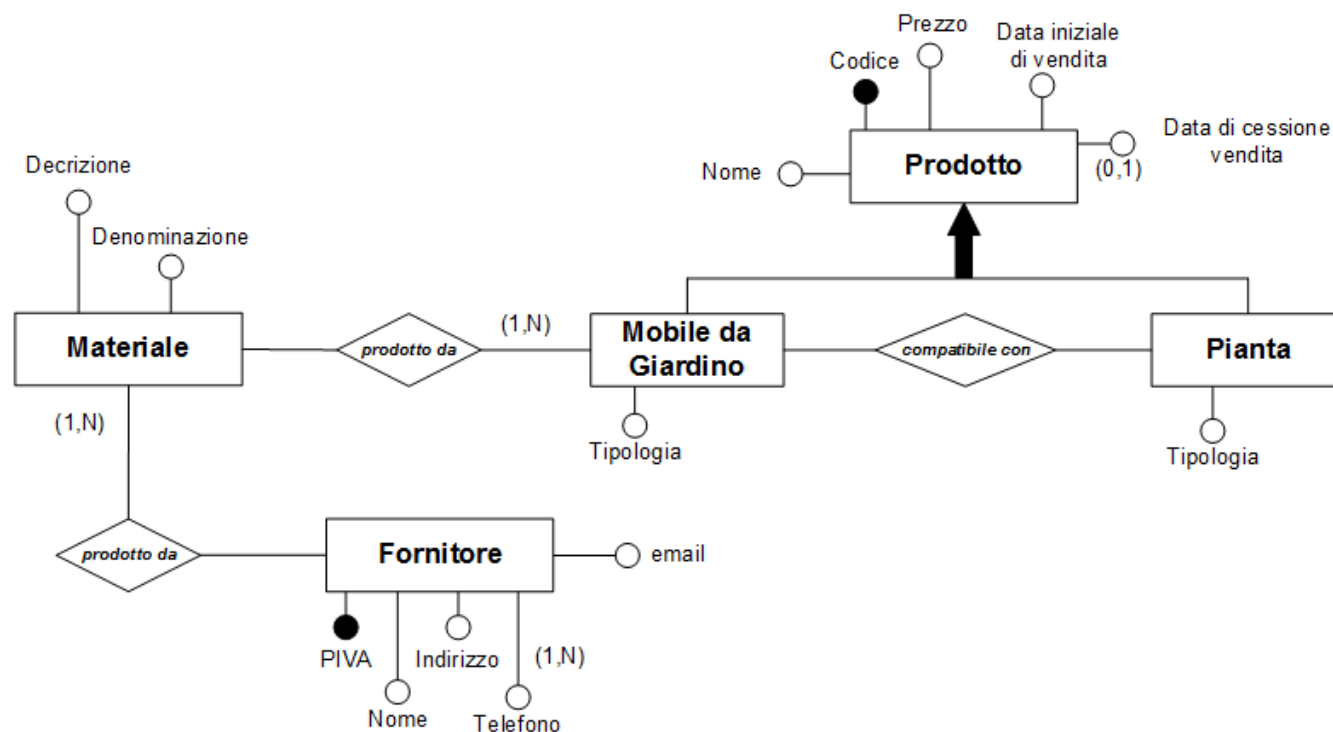 Prezzo
Data iniziale
di vendita
Codice
Data di cessione
vendita
Nome
Prodotto
(0,1)
Decrizione
Denominazione
Materiale
prodotto da
(1,N)
Mobile da
Giardino
compatibile con
Pianta
(1,N)
Tipologia
Tipologia
prodotto da
Fornitore
email
PIVA
Indirizzo
(1,N)
Nome
Telefono